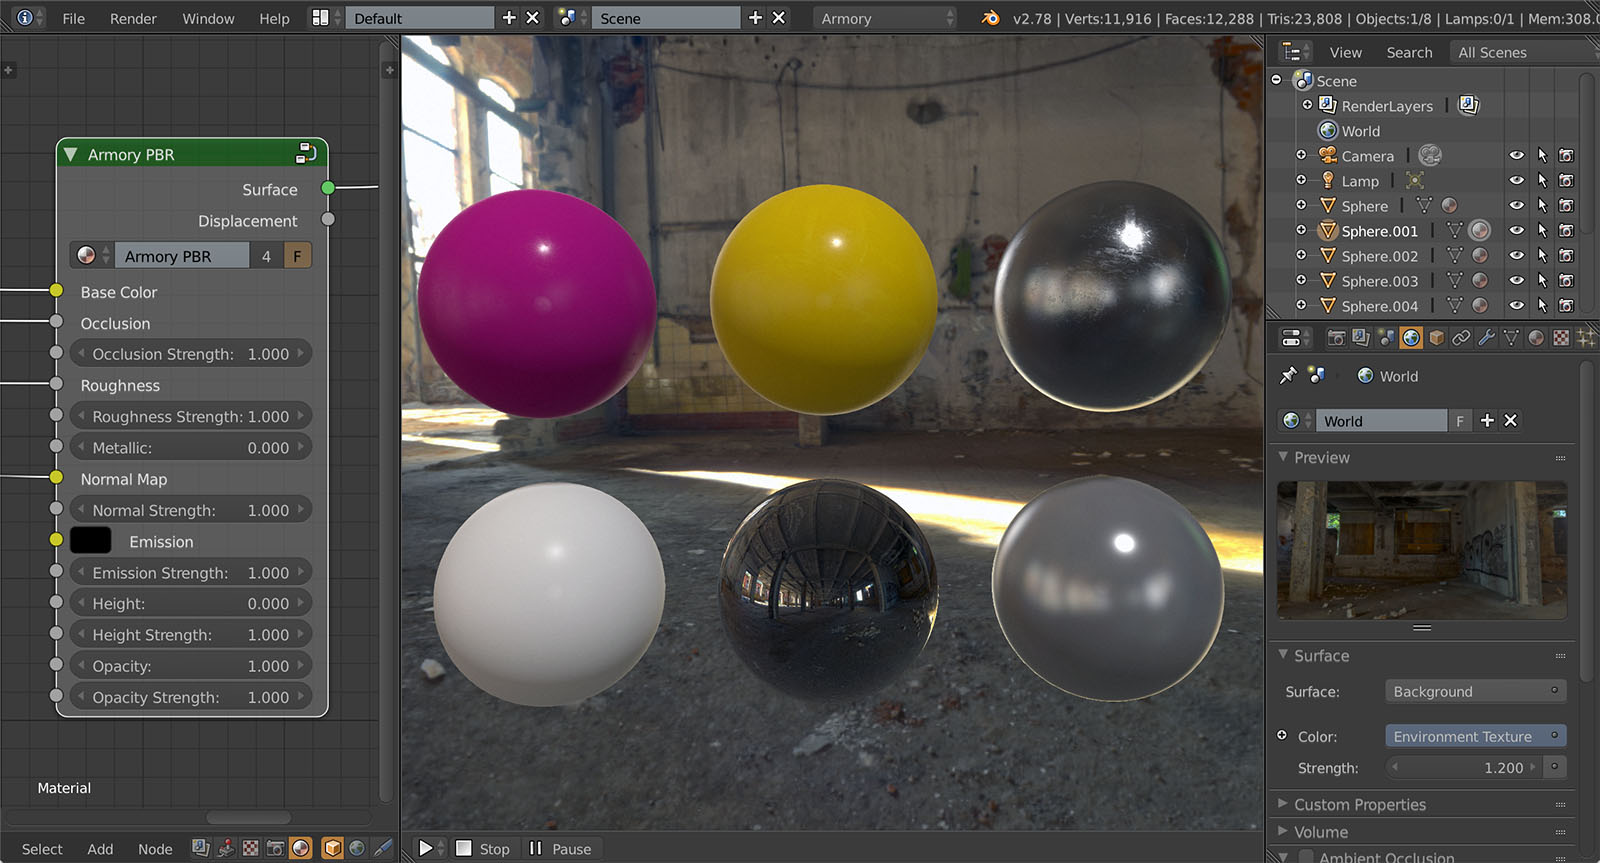 File Render Window Help Default Scene Armory v2.78 | Verts:11,916 | Faces:12,288 | Tris:23,808 | Objects:1/8 | Lamps:0/1 | Mem:308.
Armory PBR
Surface
Displacement
Armory PBR 4 F
Base Color
Occlusion
Occlusion Strength: 1.000
Roughness
Roughness Strength: 1.000
Metallic: 0.000
Normal Map
Normal Strength: 1.000
Emission
Emission Strength: 1.000
Height: 0.000
Height Strength: 1.000
Opacity: 1.000
Opacity Strength: 1.000
Material
Select Add Node
Stop Pause
View Search All Scenes
Scene
RenderLayers |
World
Camera |
Lamp |
Sphere |
Sphere.001 |
Sphere.002 |
Sphere.003 |
Sphere.004 |
World
World F
Preview
Surface
Surface: Background
Color: Environment Texture
Strength: 1.200
Custom Properties
Volume
Ambient Occlusion